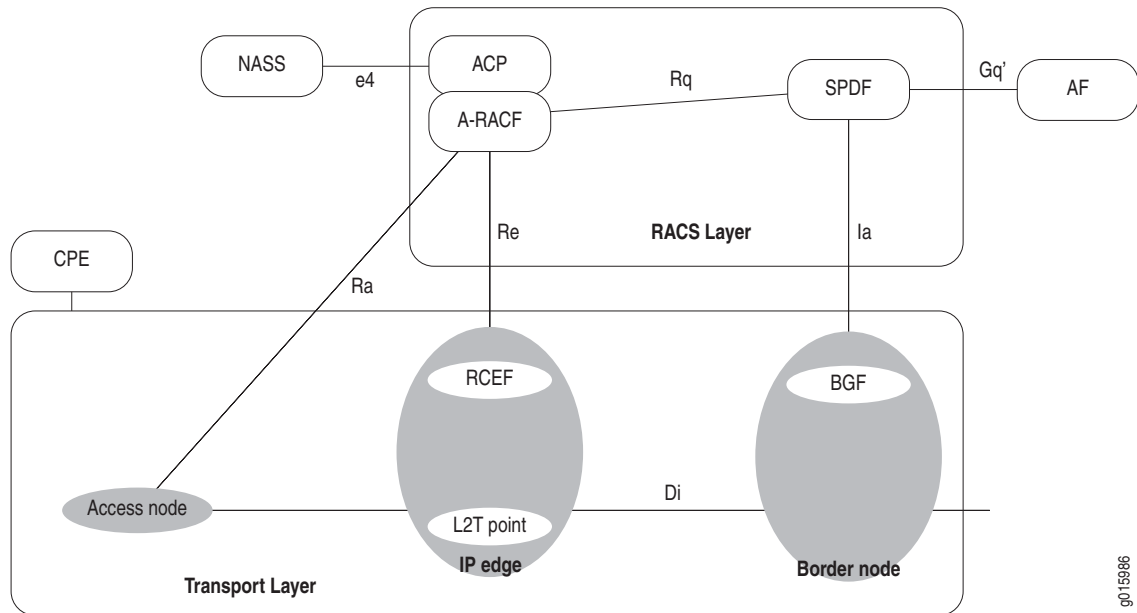 NASS
e4
ACP
A-RACF
Rq
SPDF
Gq’
AF
Re
RACS Layer
Ia
CPE
Ra
RCEF
BGF
Access node
Di
L2T point
IP edge
Border node
Transport Layer
g015986